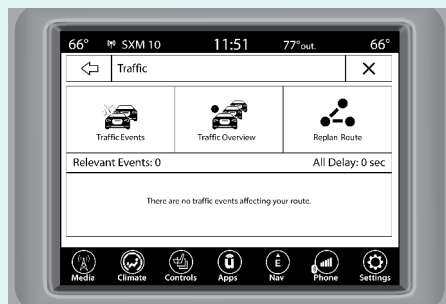 66° SXM 10 11:51 77°out. 66°
Traffic X
Traffic Events Traffic Overview Replan Route
Relevant Events: 0 All Delay: 0 sec
There are no traffic events affecting your route.
û E
Media Climate Controls Apps Nav Phone Settings